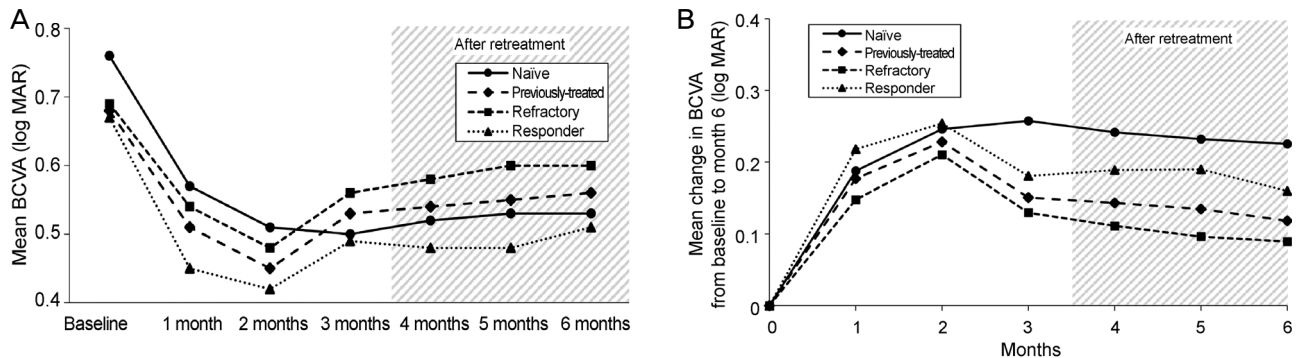 A
Mean BCVA (log MAR)
0.8
0.7
0.6
0.5
0.4
After retreatment
Naïve
Previously-treated
Refractory
Responder
Baseline 1 month 2 months 3 months 4 months 5 months 6 months
B
Mean change in BCVA
from baseline to month 6 (log MAR)
0.4
0.3
0.2
0.1
0
Naïve
Previously-treated
Refractory
Responder
After retreatment
0 1 2 3 4 5 6
Months